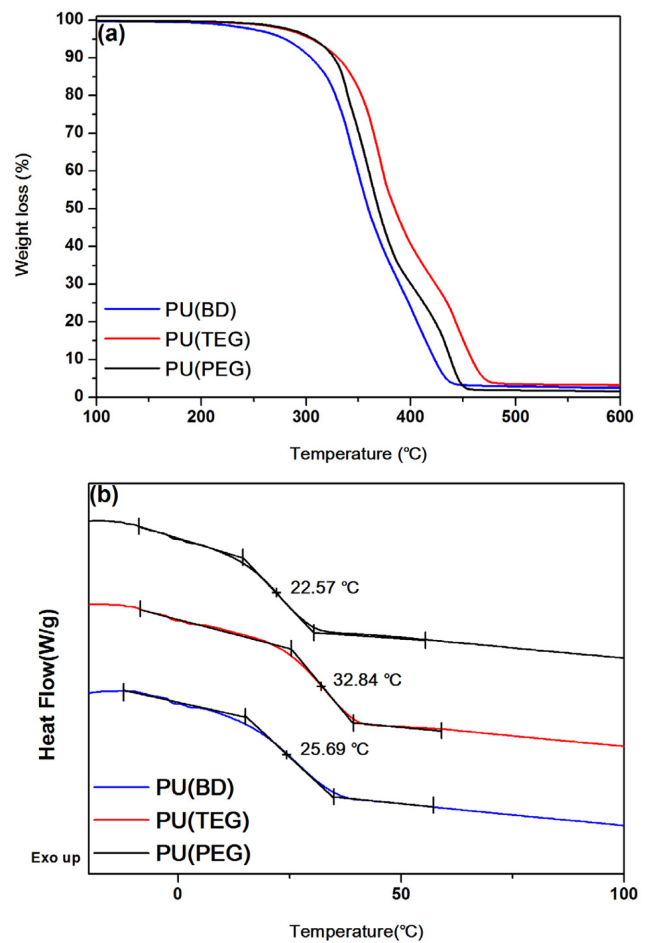 (a)
100
90
80
70
60
50
40
30
20
10
0
Weight loss (%)
PU(BD)
PU(TEG)
PU(PEG)
100 200 300 400 500 600
Temperature (℃)
(b)
22.57 ℃
32.84 ℃
25.69 ℃
Heat Flow(W/g)
PU(BD)
PU(TEG)
PU(PEG)
Exo up
0 50 100
Temperature(℃)